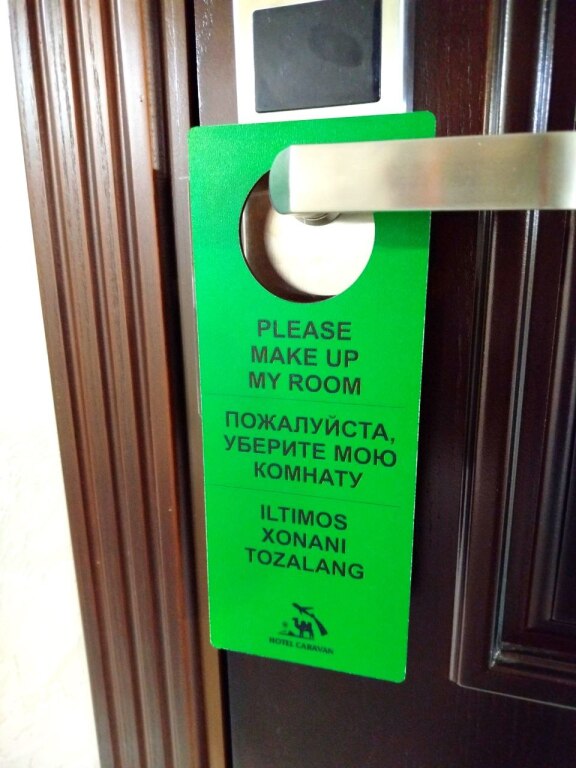 PLEASE
MAKE UP
MY ROOM
ПОЖАЛУЙСТА,
УБЕРИТЕ МОЮ
КОМНАТУ
ILTIMOS
XONANI
TOZALANG
HOTEL CARAVAN